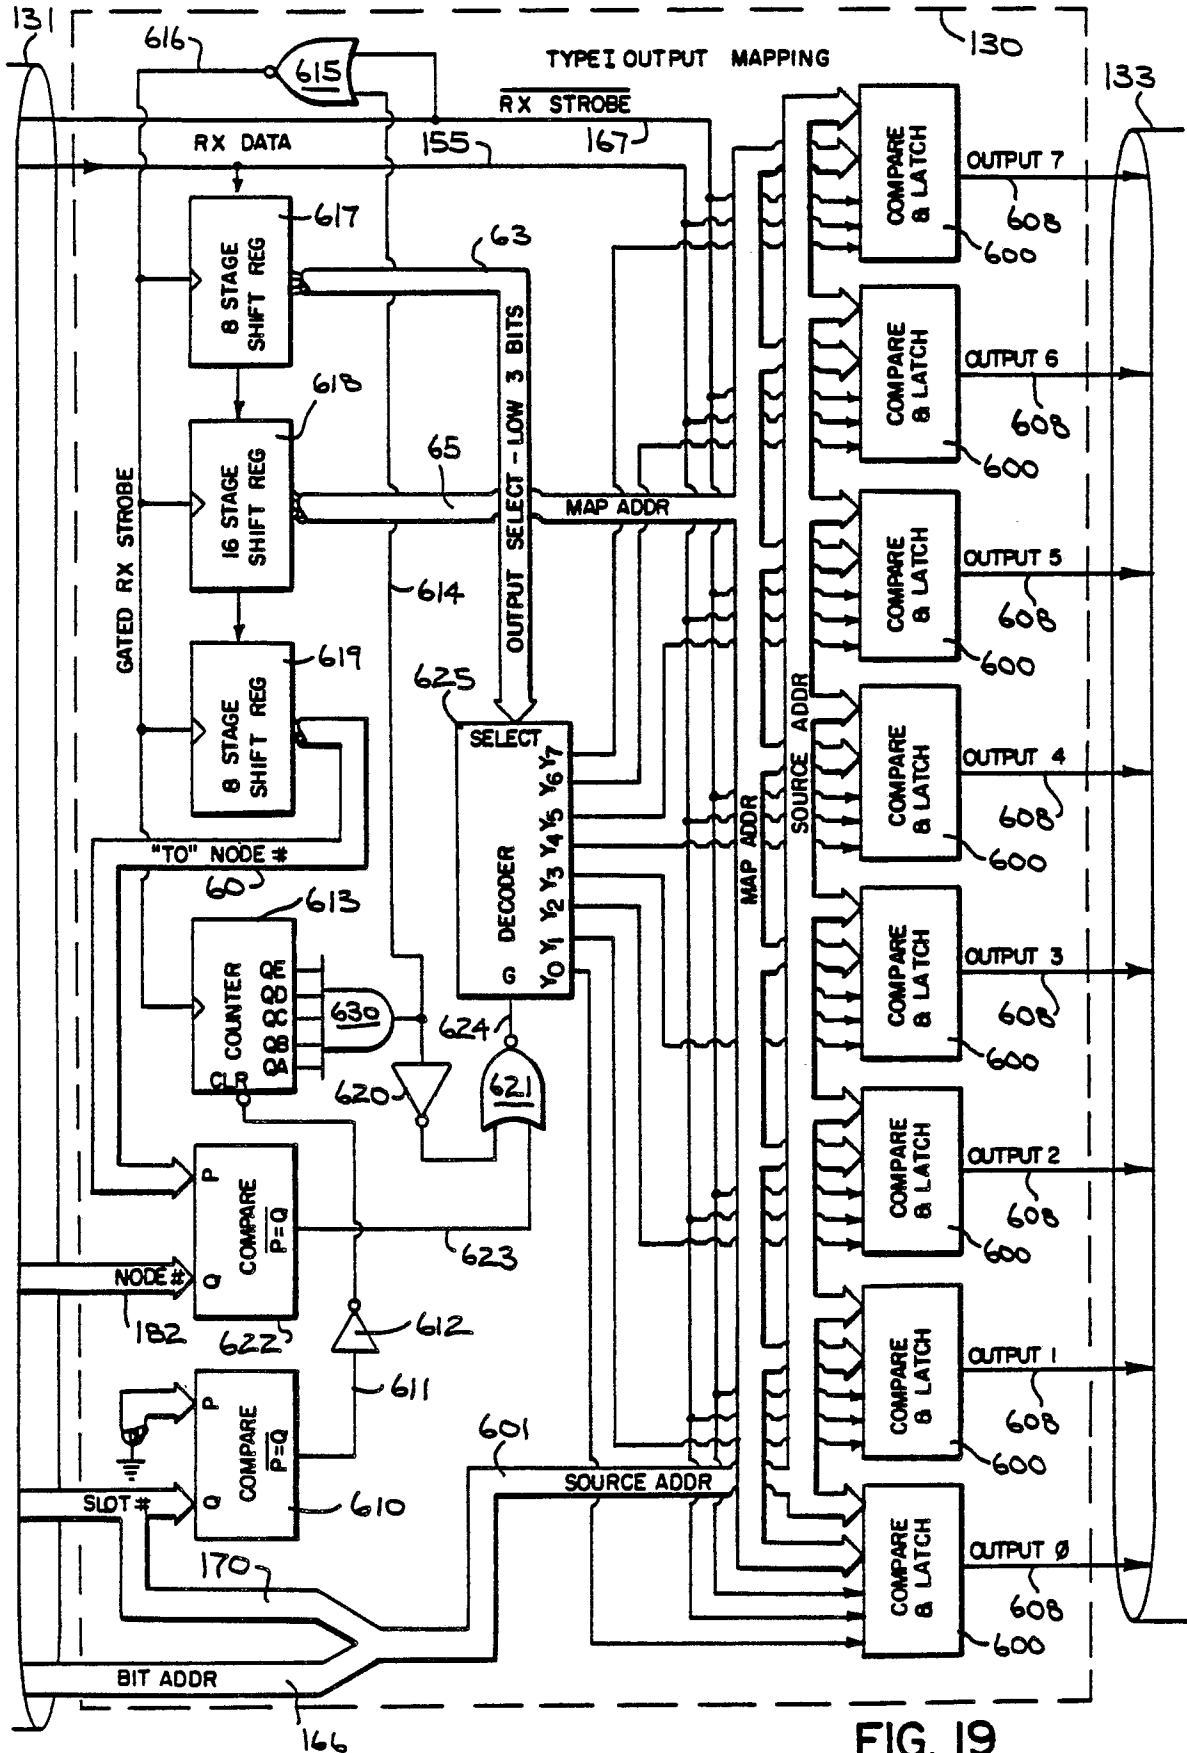 131
616
615
TYPE I OUTPUT MAPPING
130
133
RX STROBE
RX DATA
155
167
617
63
8 STAGE SHIFT REG
COMPARE & LATCH
OUTPUT 7
608
600
618
16 STAGE SHIFT REG
65
MAP ADDR
OUTPUT SELECT - LOW 3 BITS
COMPARE & LATCH
OUTPUT 6
608
600
GATED RX STROBE
614
COMPARE & LATCH
OUTPUT 5
608
600
619
8 STAGE SHIFT REG
625
SELECT
DECODER
G
Y7
Y6
Y5
Y4
Y3
Y2
Y1
Y0
MAP ADDR
SOURCE ADDR
COMPARE & LATCH
OUTPUT 4
608
600
"TO" NODE #
60
613
COUNTER
CLR
QE
QD
QC
QB
QA
630
620
624
621
COMPARE & LATCH
OUTPUT 3
608
600
P
COMPARE
P=Q
Q
NODE #
182
622
623
COMPARE & LATCH
OUTPUT 2
608
600
612
611
P
COMPARE
P=Q
Q
SLOT #
610
601
SOURCE ADDR
COMPARE & LATCH
OUTPUT 1
608
600
170
BIT ADDR
166
COMPARE & LATCH
OUTPUT Ø
608
600
FIG. 19